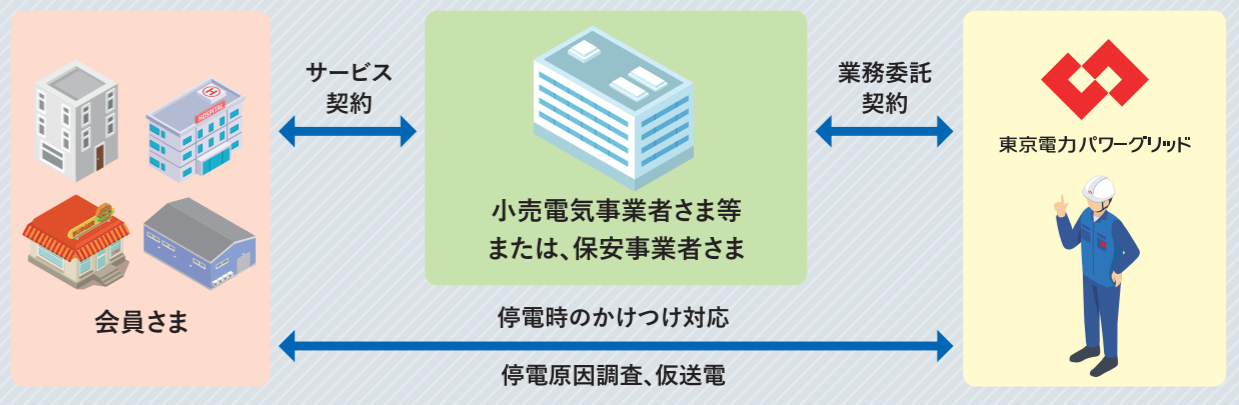 サービス
契約
業務委託
契約
東京電力パワーグリッド
HOSPITAL
H
BURGER
小売電気事業者さま等
または、保安事業者さま
会員さま
停電時のかけつけ対応
停電原因調査、仮送電